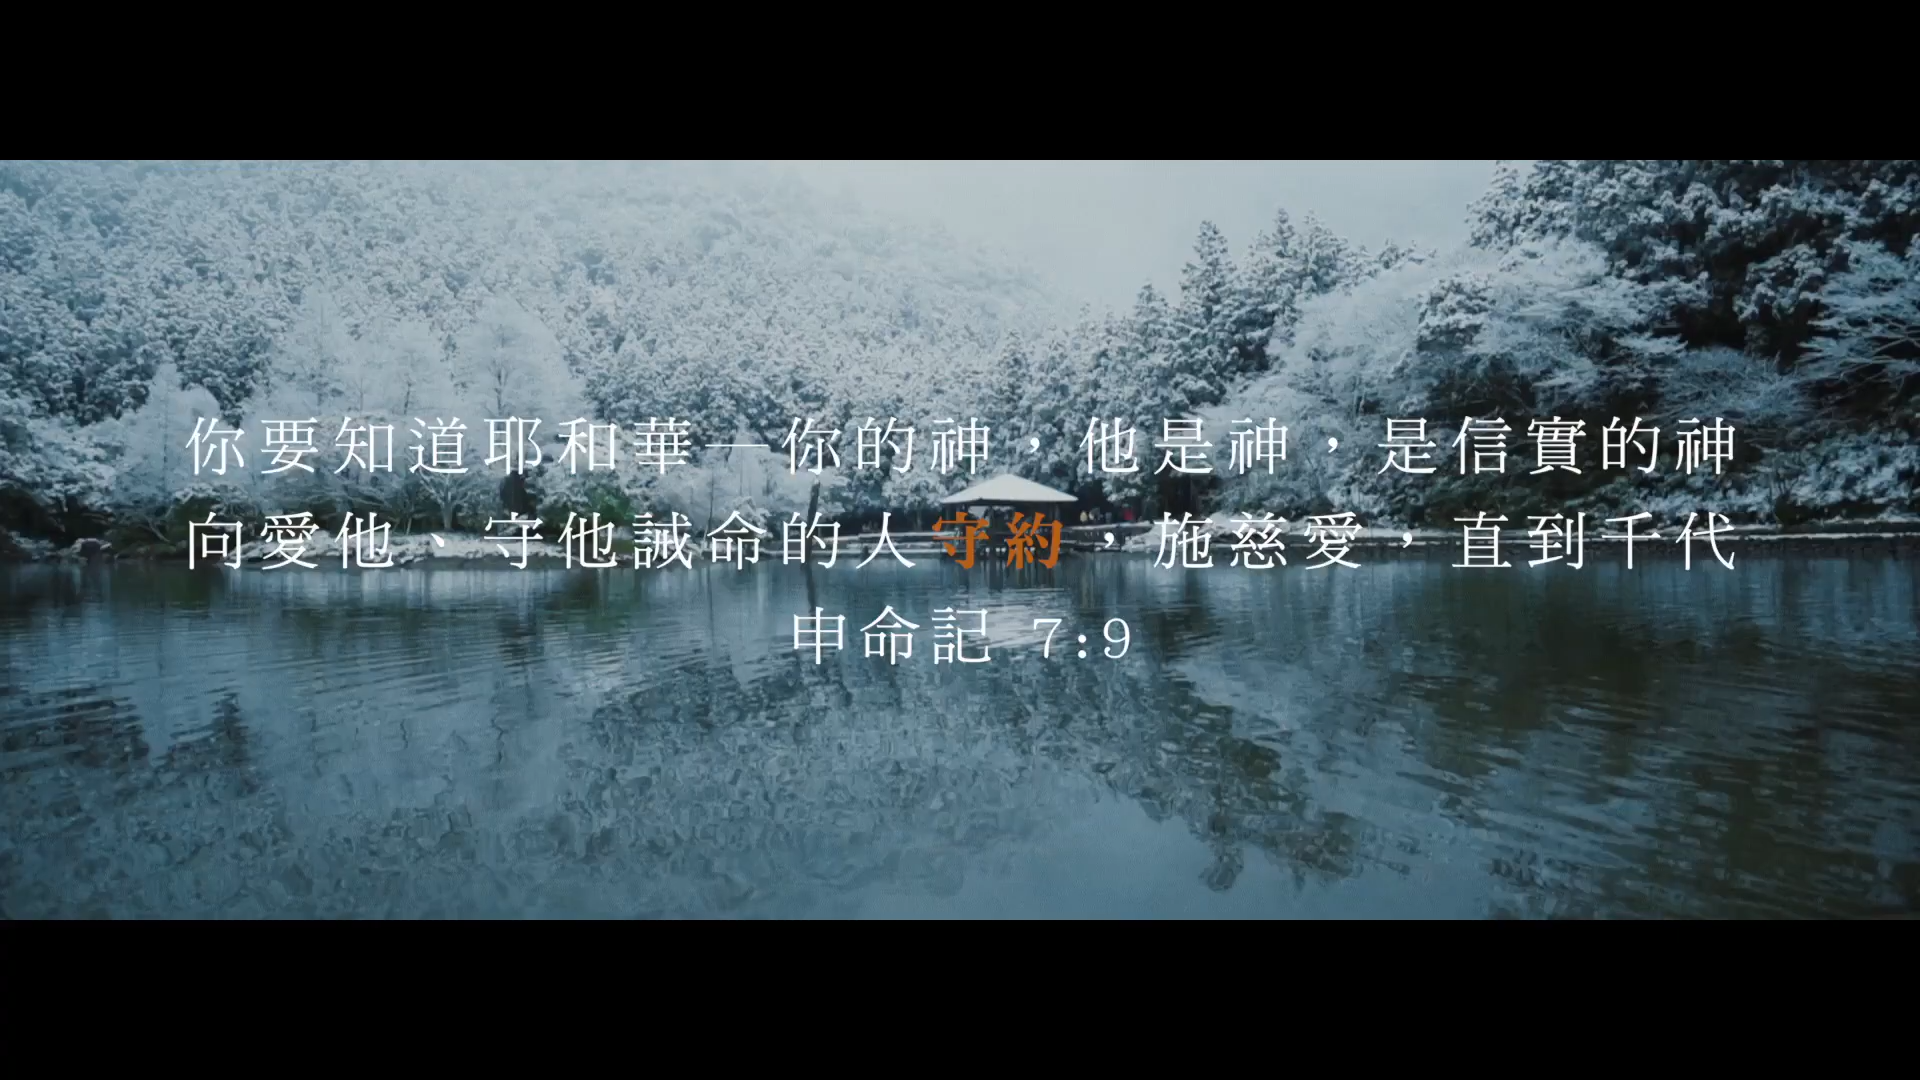 你要知道耶和華—你的神，他是神，是信實的神
向愛他、守他誡命的人守約，施慈愛，直到千代
申命記 7:9